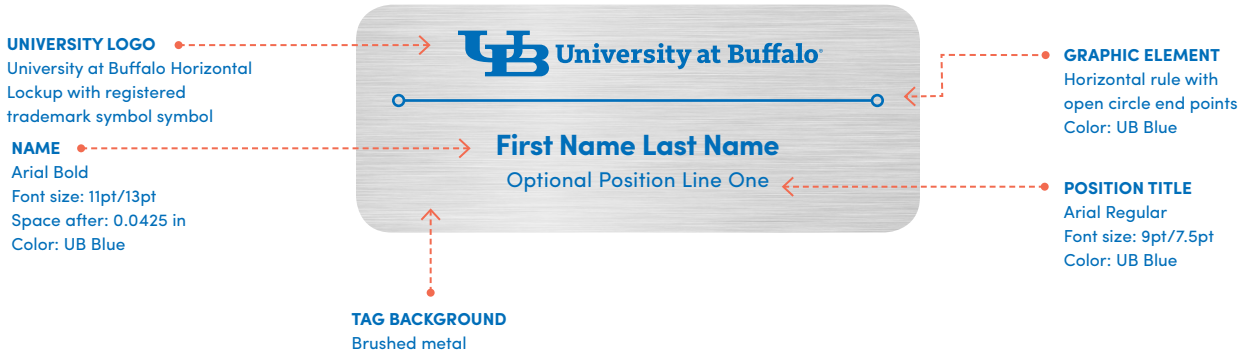 UNIVERSITY LOGO
University at Buffalo Horizontal
Lockup with registered
trademark symbol symbol
NAME
Arial Bold
Font size: 11pt/13pt
Space after: 0.0425 in
Color: UB Blue
UB University at Buffalo®
First Name Last Name
Optional Position Line One
GRAPHIC ELEMENT
Horizontal rule with
open circle end points
Color: UB Blue
POSITION TITLE
Arial Regular
Font size: 9pt/7.5pt
Color: UB Blue
TAG BACKGROUND
Brushed metal